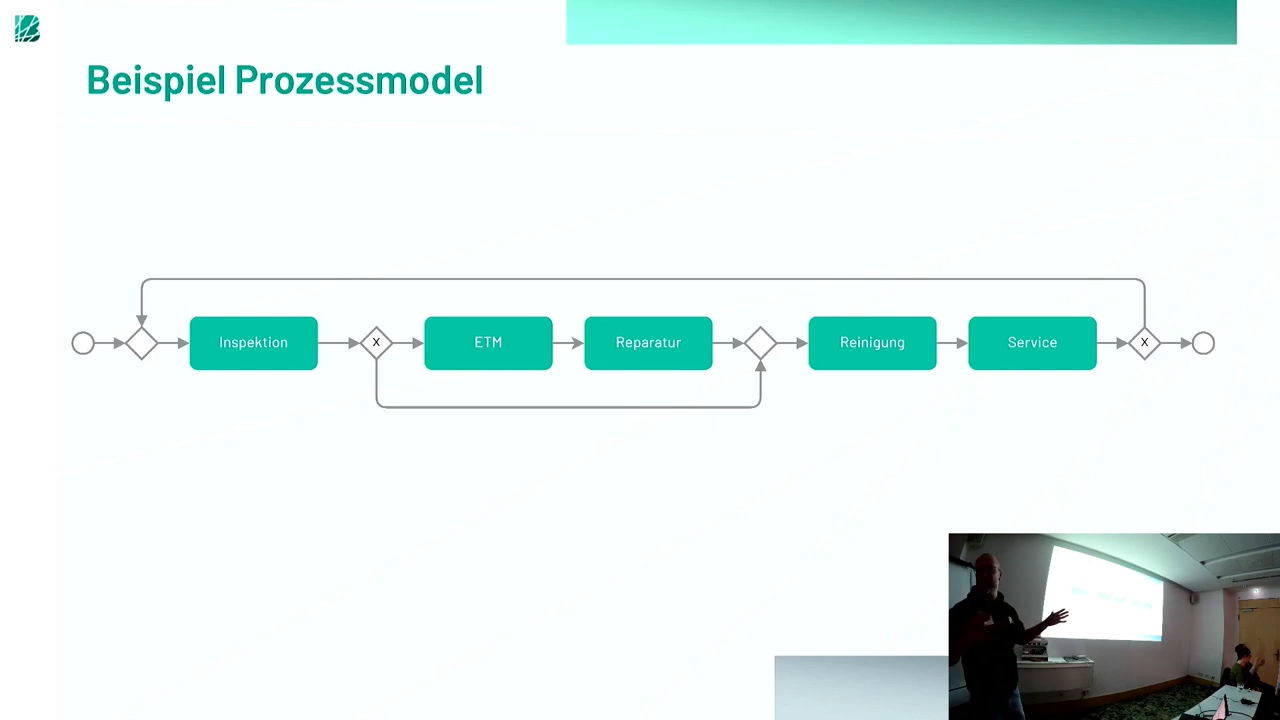 Beispiel Prozessmodel
Inspektion
X
ETM
Reparatur
Reinigung
Service
X